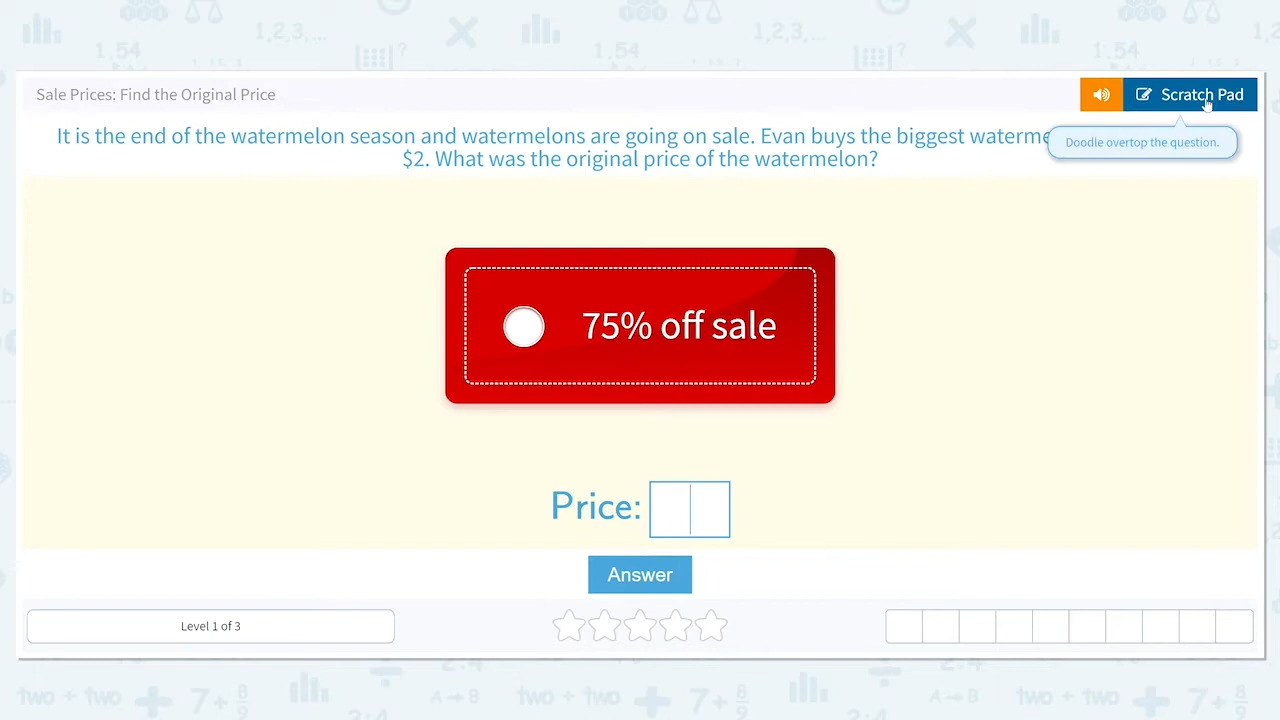 Sale Prices: Find the Original Price
Scratch Pad
It is the end of the watermelon season and watermelons are going on sale. Evan buys the biggest
Doodle overtop the question.
$2. What was the original price of the watermelon?
75% off sale
Price:
Answer
Level 1 of 3